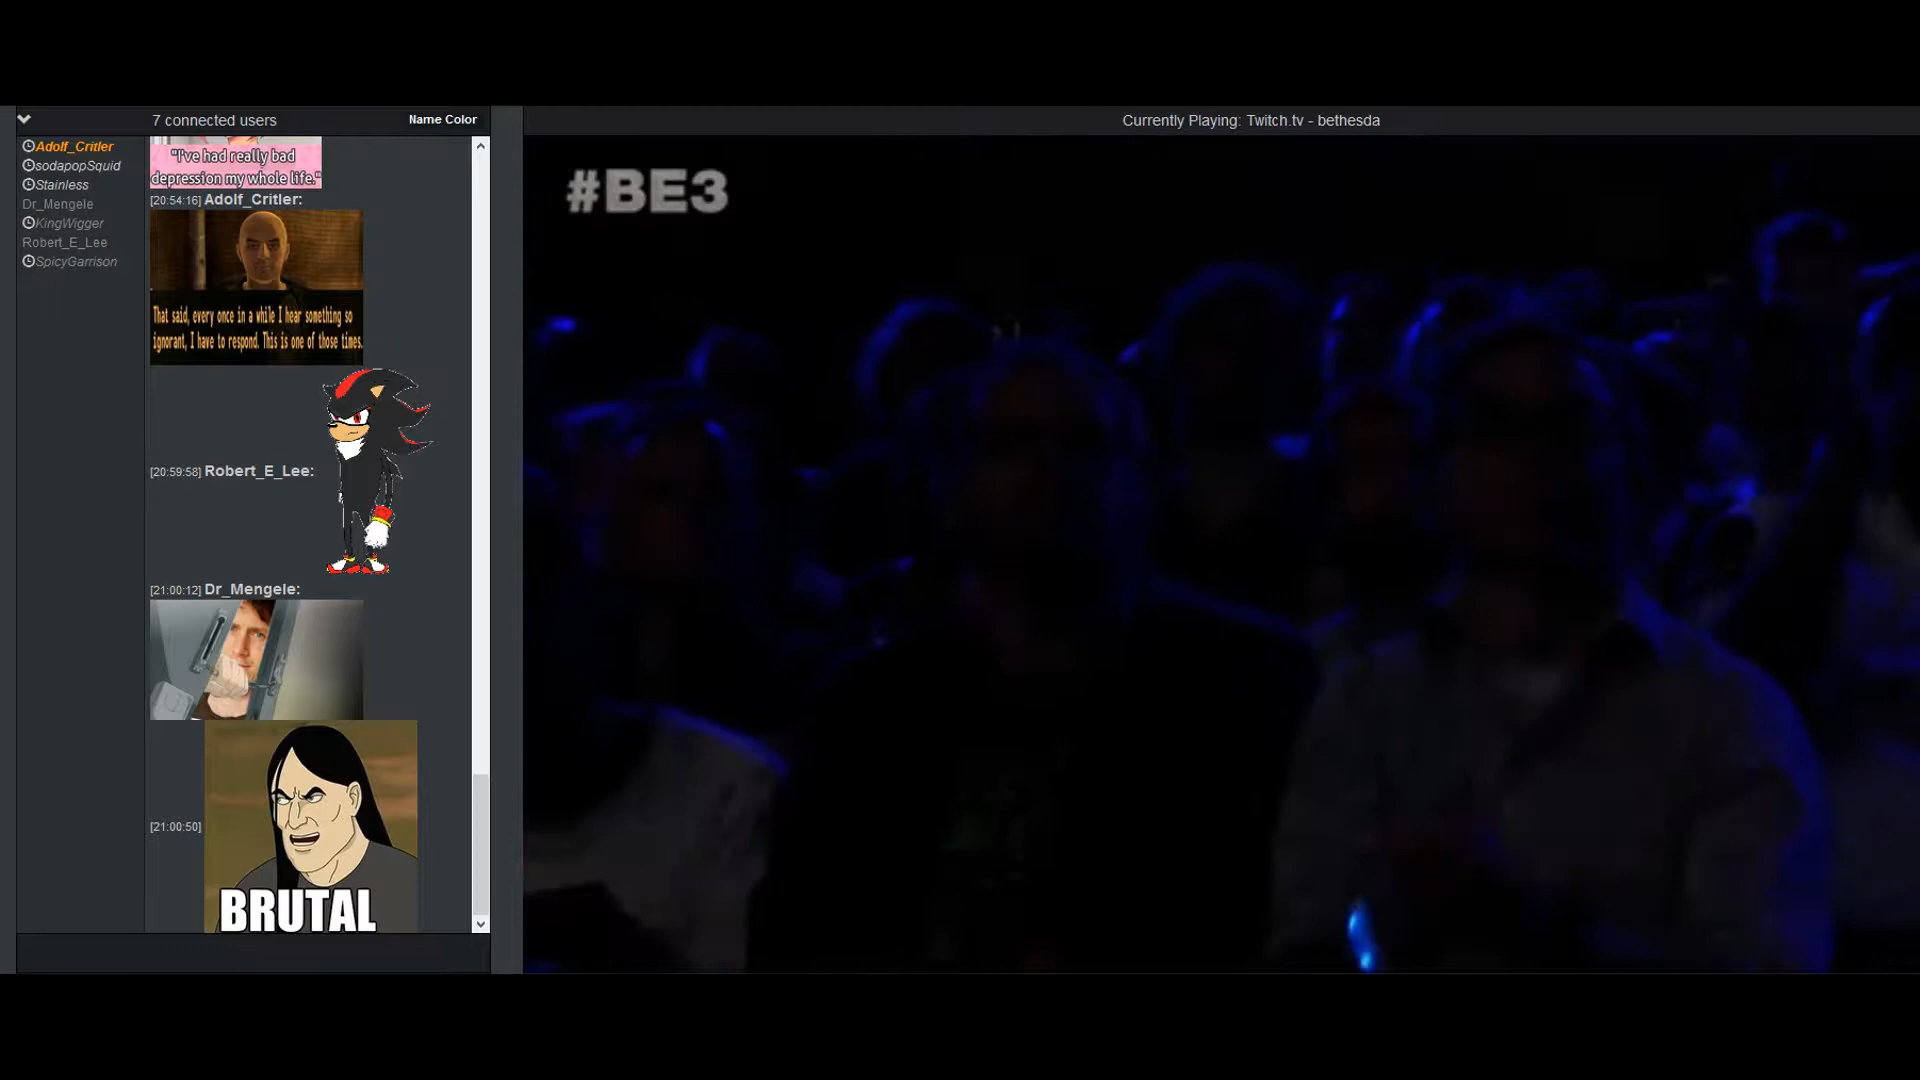 7 connected users
Name Color
Currently Playing: Twitch.tv - bethesda
Adolf_Critler
sodapopSquid
Stainless
Dr_Mengele
KingWigger
Robert_E_Lee
SpicyGarrison
"I've had really bad
depression my whole life."
[20:54:16] Adolf_Critler:
That said, every once in a while I hear something so
ignorant, I have to respond. This is one of those times.
[20:59:58] Robert_E_Lee:
[21:00:12] Dr_Mengele:
[21:00:50]
BRUTAL
#BE3